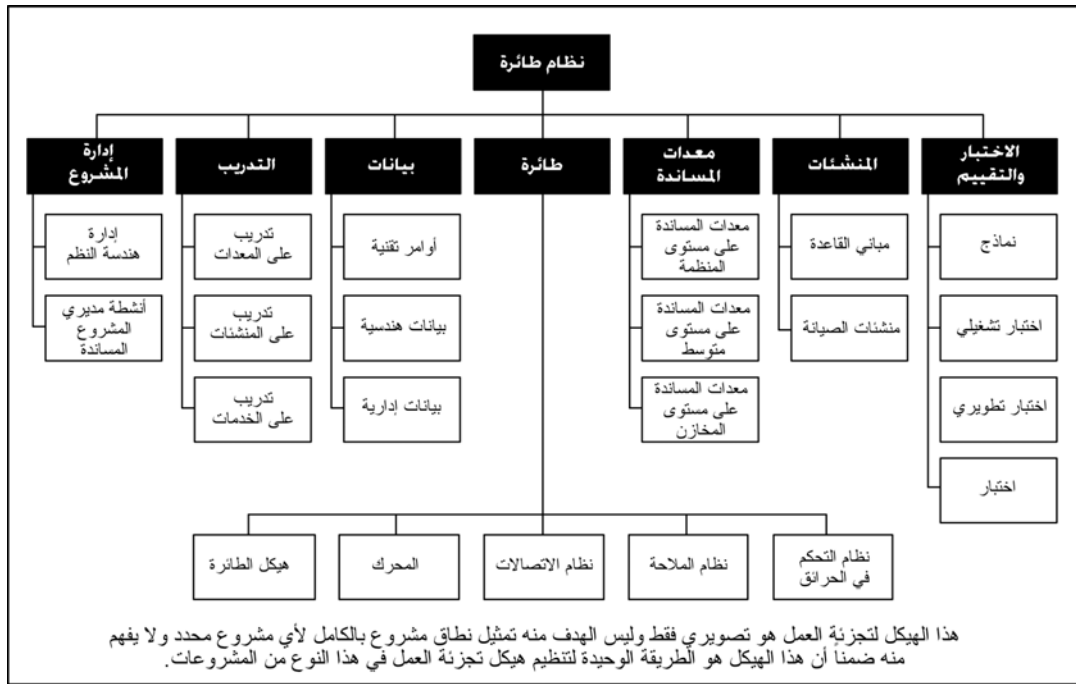 نظام طائرة
الاختبار
والتقييم
المنشئات
معدات
المساندة
طائرة
بيانات
التدريب
إدارة
المشروع
نماذج
اختبار تشغيلي
اختبار تطويري
اختبار
مباني القاعدة
منشئات الصيانة
معدات المساندة
على مستوى
المنظمة
معدات المساندة
على مستوى
متوسط
معدات المساندة
على مستوى
المخازن
أوامر تقنية
بيانات هندسية
بيانات إدارية
تدريب
على المعدات
تدريب
على المنشئات
تدريب
على الخدمات
إدارة
هندسة النظم
أنشطة مديري
المشروع
المساندة
نظام التحكم
في الحرائق
نظام الملاحة
نظام الاتصالات
المحرك
هيكل الطائرة
هذا الهيكل لتجزئة العمل هو تصويري فقط وليس الهدف منه تمثيل نطاق مشروع بالكامل لأي مشروع محدد ولا يفهم
منه ضمناً أن هذا الهيكل هو الطريقة الوحيدة لتنظيم هيكل تجزئة العمل في هذا النوع من المشروعات.